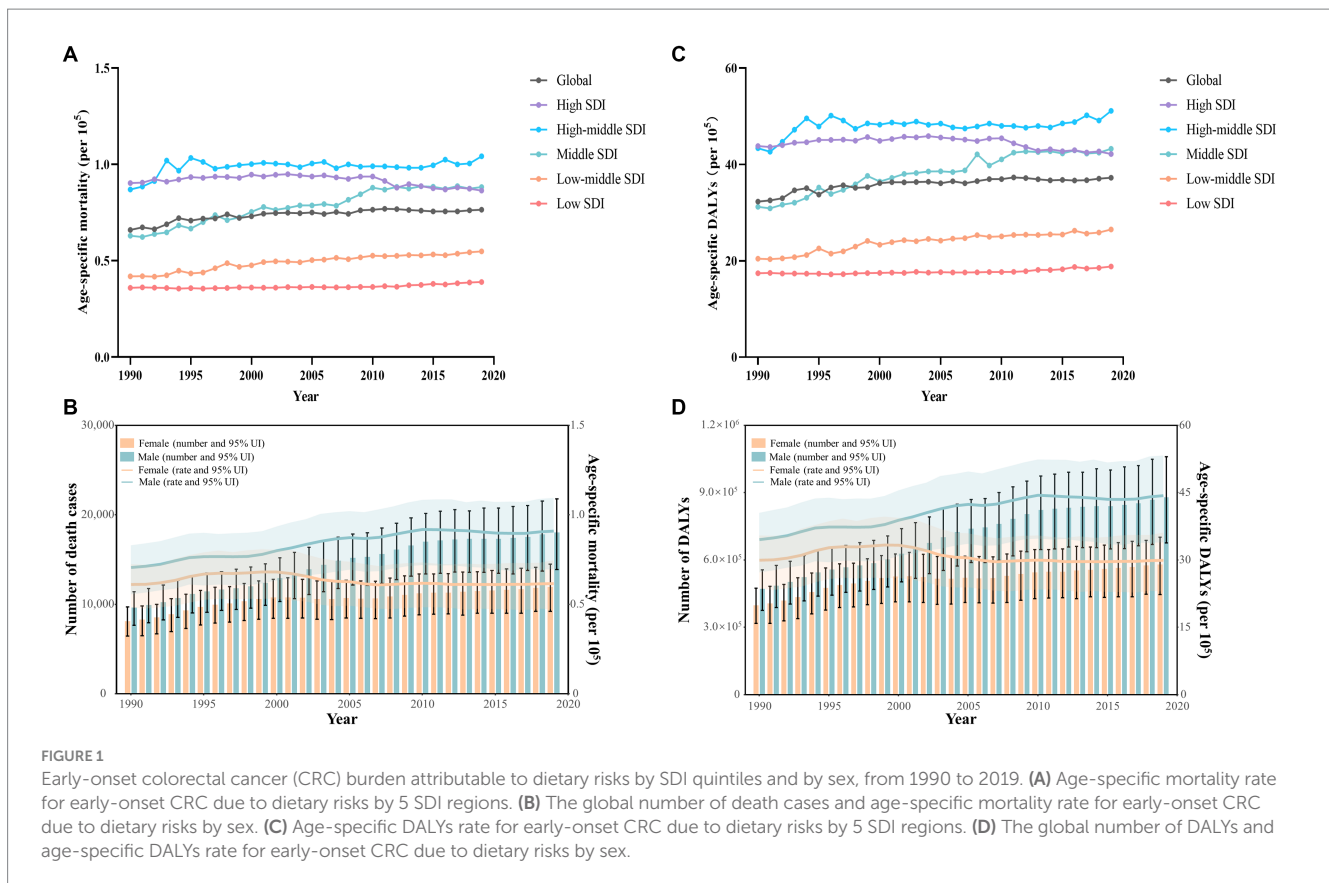 A
1.5
1.0
0.5
0.0
Age-specific mortality (per 10⁵)
1990
1995
2000
2005
2010
2015
2020
Year
Global
High SDI
High-middle SDI
Middle SDI
Low-middle SDI
Low SDI
C
60
40
20
0
Age-specific DALYs (per 10⁵)
1990
1995
2000
2005
2010
2015
2020
Year
Global
High SDI
High-middle SDI
Middle SDI
Low-middle SDI
Low SDI
B
30,000
20,000
10,000
0
Number of death cases
Female (number and 95% UI)
Male (number and 95% UI)
Female (rate and 95% UI)
Male (rate and 95% UI)
1.5
1.0
0.5
0
Age-specific mortality (per 10⁵)
1990
1995
2000
2005
2010
2015
2020
Year
D
1.2×10⁶
9.0×10⁵
6.0×10⁵
3.0×10⁵
0
Number of DALYs
Female (number and 95% UI)
Male (number and 95% UI)
Female (rate and 95% UI)
Male (rate and 95% UI)
60
45
30
15
0
Age-specific DALYs (per 10⁵)
1990
1995
2000
2005
2010
2015
2020
Year
FIGURE 1
Early-onset colorectal cancer (CRC) burden attributable to dietary risks by SDI quintiles and by sex, from 1990 to 2019. (A) Age-specific mortality rate
for early-onset CRC due to dietary risks by 5 SDI regions. (B) The global number of death cases and age-specific mortality rate for early-onset CRC
due to dietary risks by sex. (C) Age-specific DALYs rate for early-onset CRC due to dietary risks by 5 SDI regions. (D) The global number of DALYs and
age-specific DALYs rate for early-onset CRC due to dietary risks by sex.